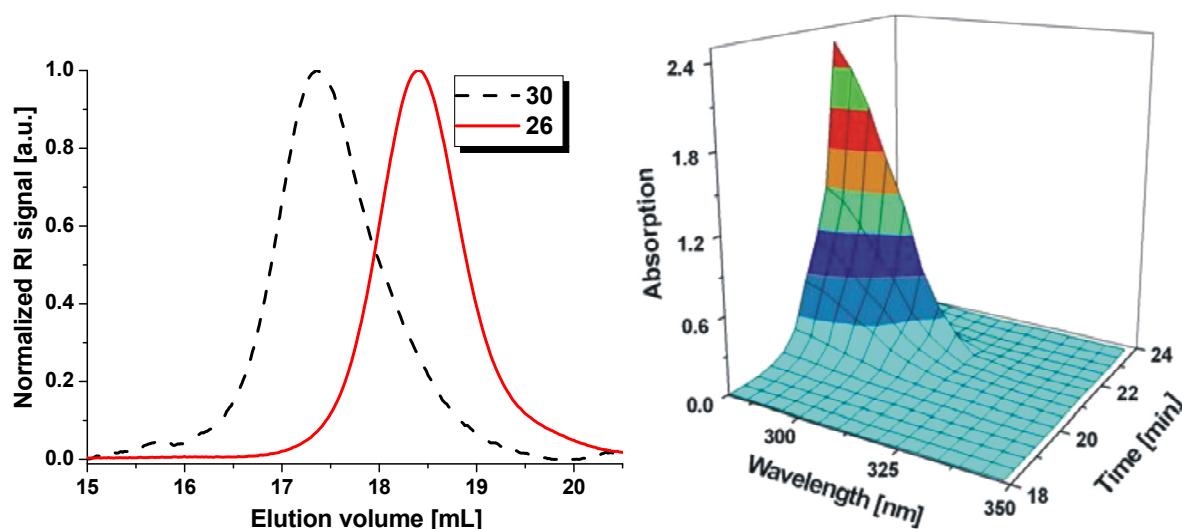 Normalized RI signal [a.u.]
1.0
0.8
0.6
0.4
0.2
0.0
15 16 17 18 19 20
Elution volume [mL]
30
26
Absorption
2.4
1.8
1.2
0.6
0.0
300 325 350
Wavelength [nm]
18 20 22 24
Time [min]